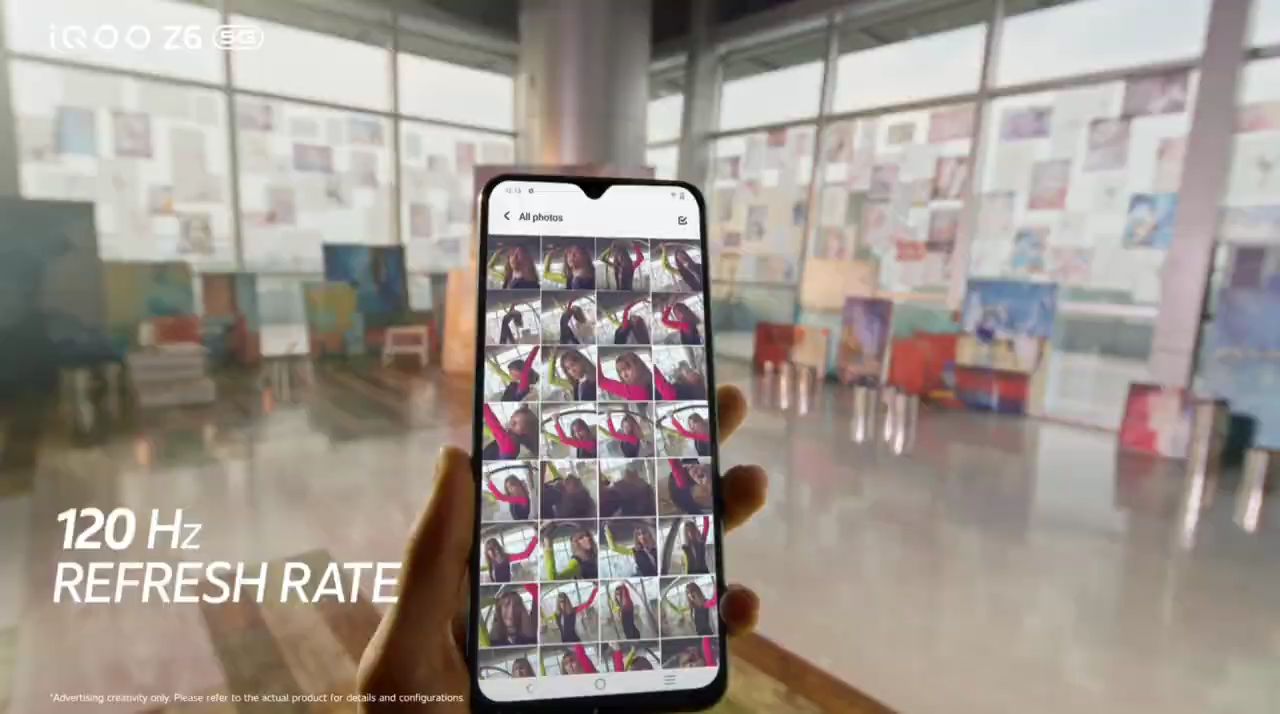 iQOO Z6 5G
All photos
120 Hz
REFRESH RATE
*Advertising creativity only. Please refer to the actual product for details and configurations.